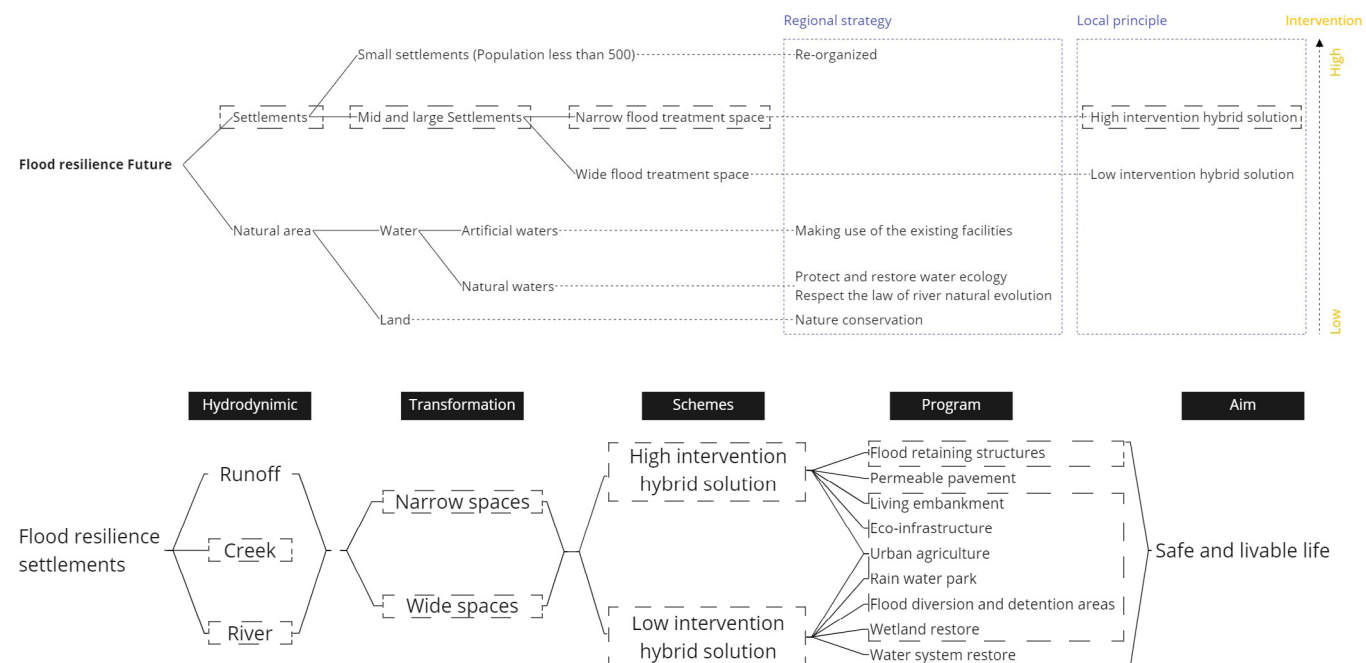 Regional strategy
Local principle
Intervention
Small settlements (Population less than 500)
Re-organized
High
Settlements
Mid and large Settlements
Narrow flood treatment space
High intervention hybrid solution
Flood resilience Future
Wide flood treatment space
Low intervention hybrid solution
Natural area
Water
Artificial waters
Making use of the existing facilities
Natural waters
Protect and restore water ecology
Respect the law of river natural evolution
Land
Nature conservation
Low
Hydrodynimic
Transformation
Schemes
Program
Aim
Flood resilience
settlements
Runoff
Creek
River
Narrow spaces
Wide spaces
High intervention
hybrid solution
Low intervention
hybrid solution
Flood retaining structures
Permeable pavement
Living embankment
Eco-infrastructure
Urban agriculture
Rain water park
Flood diversion and detention areas
Wetland restore
Water system restore
Safe and livable life